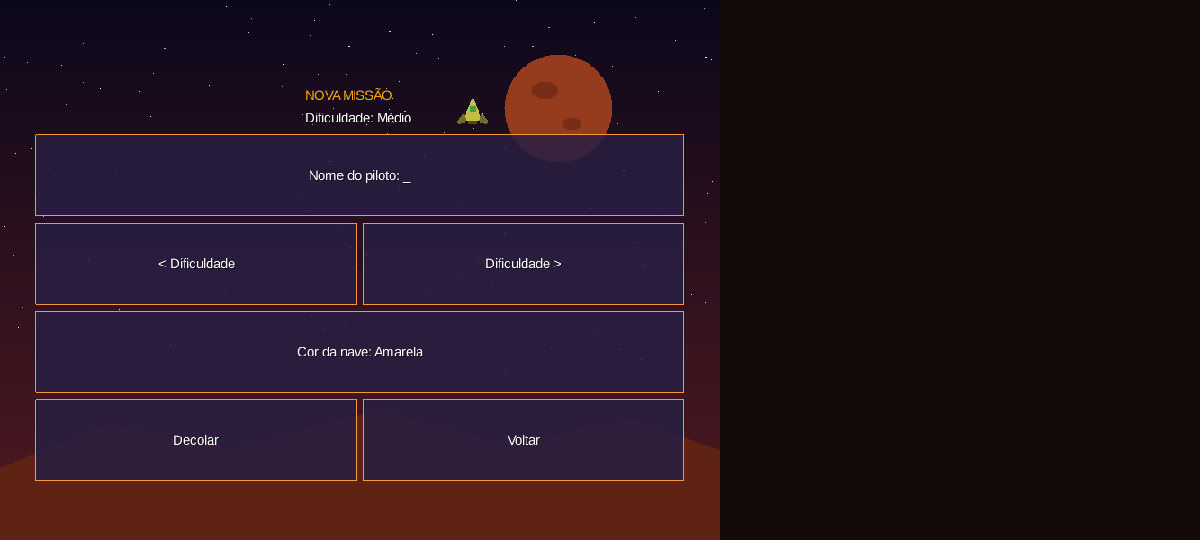 NOVA MISSÃO
Dificuldade: Médio
Nome do piloto: _
< Dificuldade
Dificuldade >
Cor da nave: Amarela
Decolar
Voltar